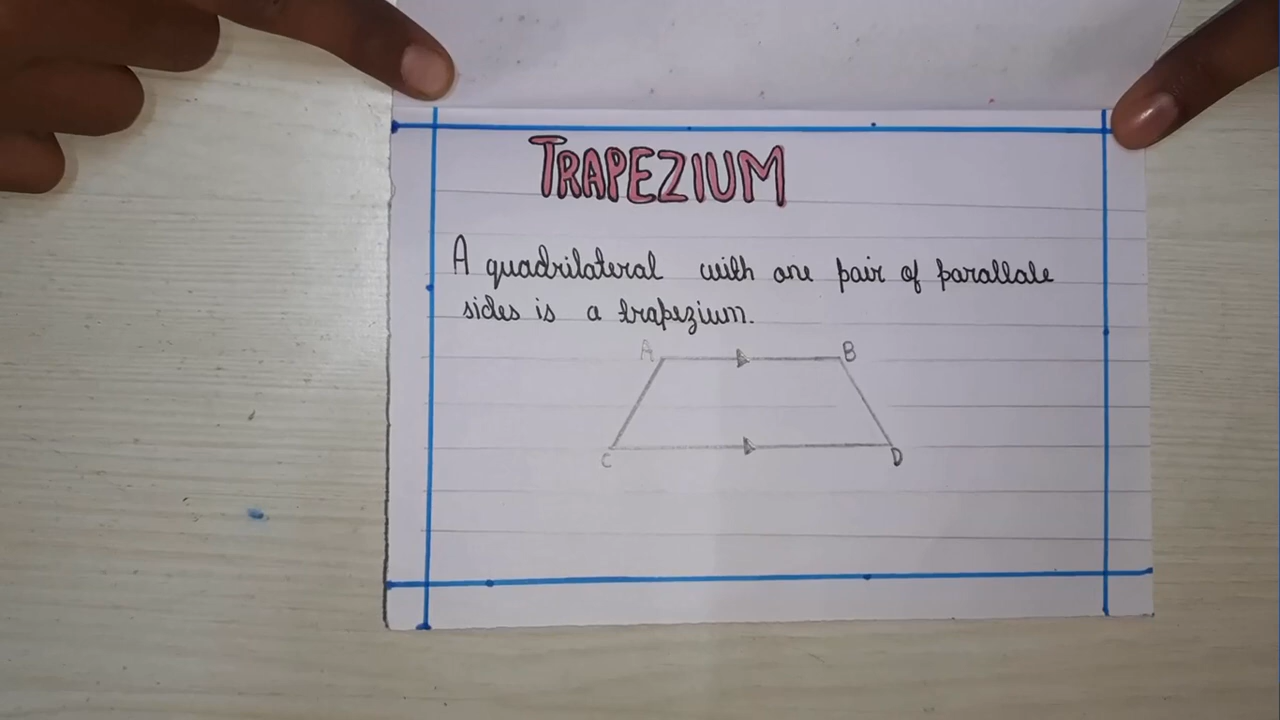 TRAPEZIUM
A quadrilateral with one pair of parallale
sides is a trapezium.
A B
C D